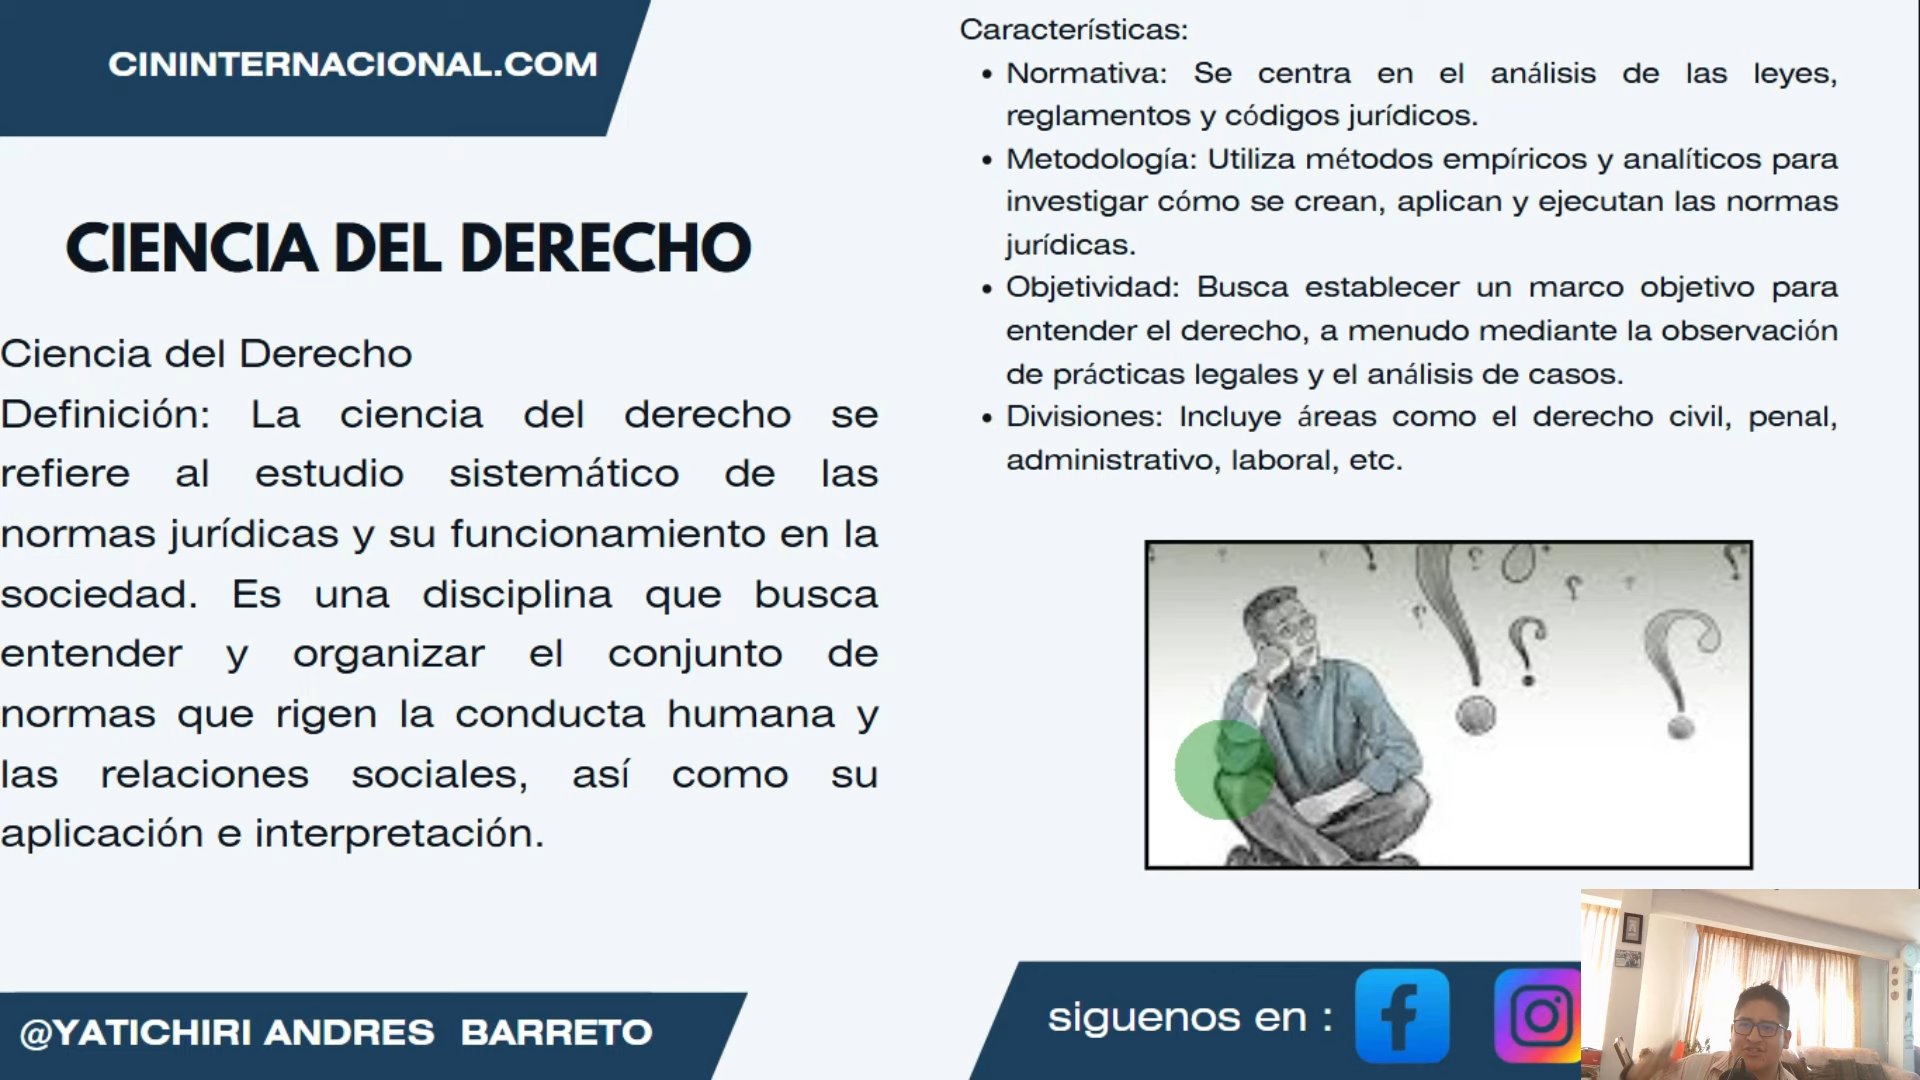 CININTERNACIONAL.COM
CIENCIA DEL DERECHO
Ciencia del Derecho
Definición: La ciencia del derecho se
refiere al estudio sistemático de las
normas jurídicas y su funcionamiento en la
sociedad. Es una disciplina que busca
entender y organizar el conjunto de
normas que rigen la conducta humana y
las relaciones sociales, así como su
aplicación e interpretación.
Características:
• Normativa: Se centra en el análisis de las leyes,
reglamentos y códigos jurídicos.
• Metodología: Utiliza métodos empíricos y analíticos para
investigar cómo se crean, aplican y ejecutan las normas
jurídicas.
• Objetividad: Busca establecer un marco objetivo para
entender el derecho, a menudo mediante la observación
de prácticas legales y el análisis de casos.
• Divisiones: Incluye áreas como el derecho civil, penal,
administrativo, laboral, etc.
@YATICHIRI ANDRES BARRETO
siguenos en :